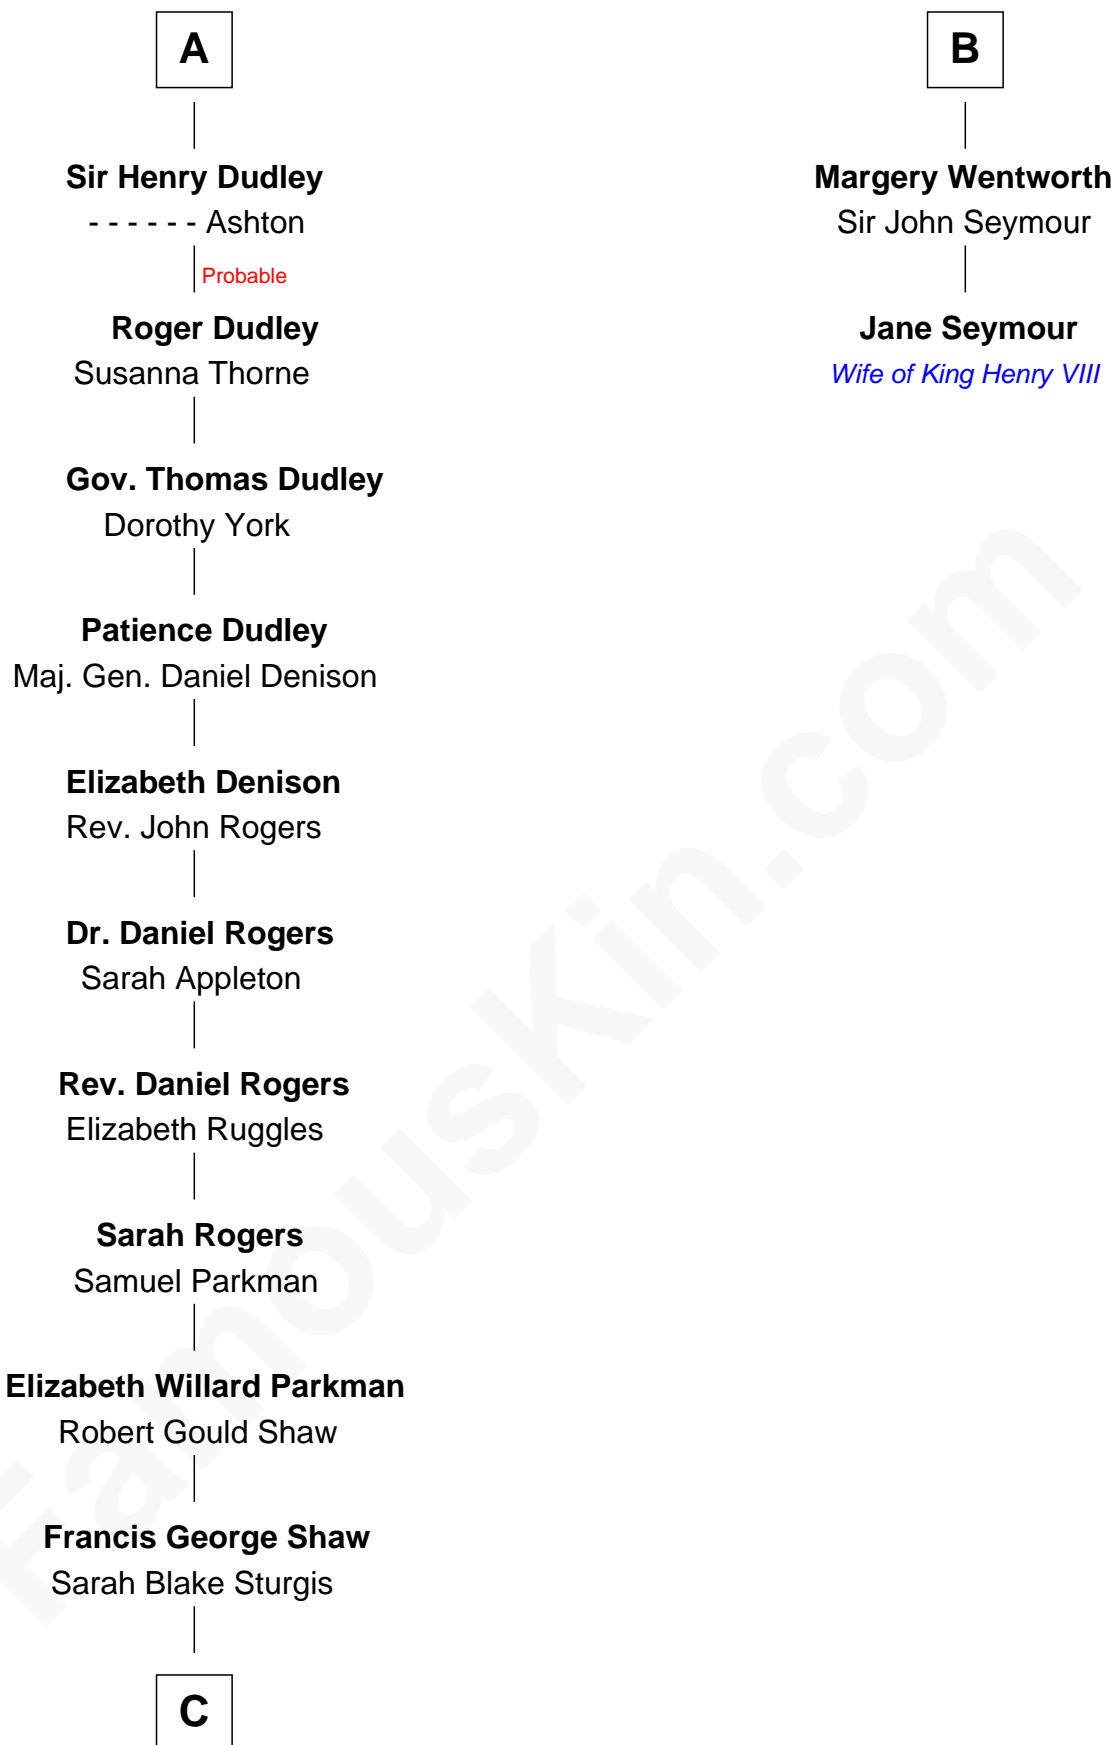 A
Sir Henry Dudley
- - - - - - Ashton
Probable
Roger Dudley
Susanna Thorne
Gov. Thomas Dudley
Dorothy York
Patience Dudley
Maj. Gen. Daniel Denison
Elizabeth Denison
Rev. John Rogers
Dr. Daniel Rogers
Sarah Appleton
Rev. Daniel Rogers
Elizabeth Ruggles
Sarah Rogers
Samuel Parkman
Elizabeth Willard Parkman
Robert Gould Shaw
Francis George Shaw
Sarah Blake Sturgis
C
B
Margery Wentworth
Sir John Seymour
Jane Seymour
Wife of King Henry VIII
FamousKin.com